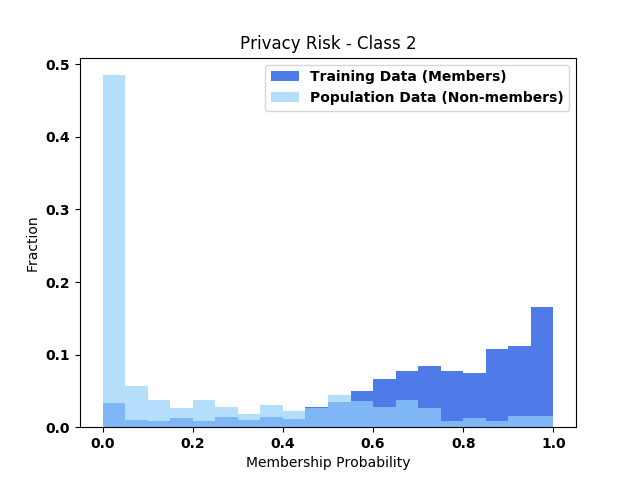 Privacy Risk - Class 2
Training Data (Members)
Population Data (Non-members)
0.5
0.4
0.3
0.2
0.1
0.0
Fraction
0.0 0.2 0.4 0.6 0.8 1.0
Membership Probability